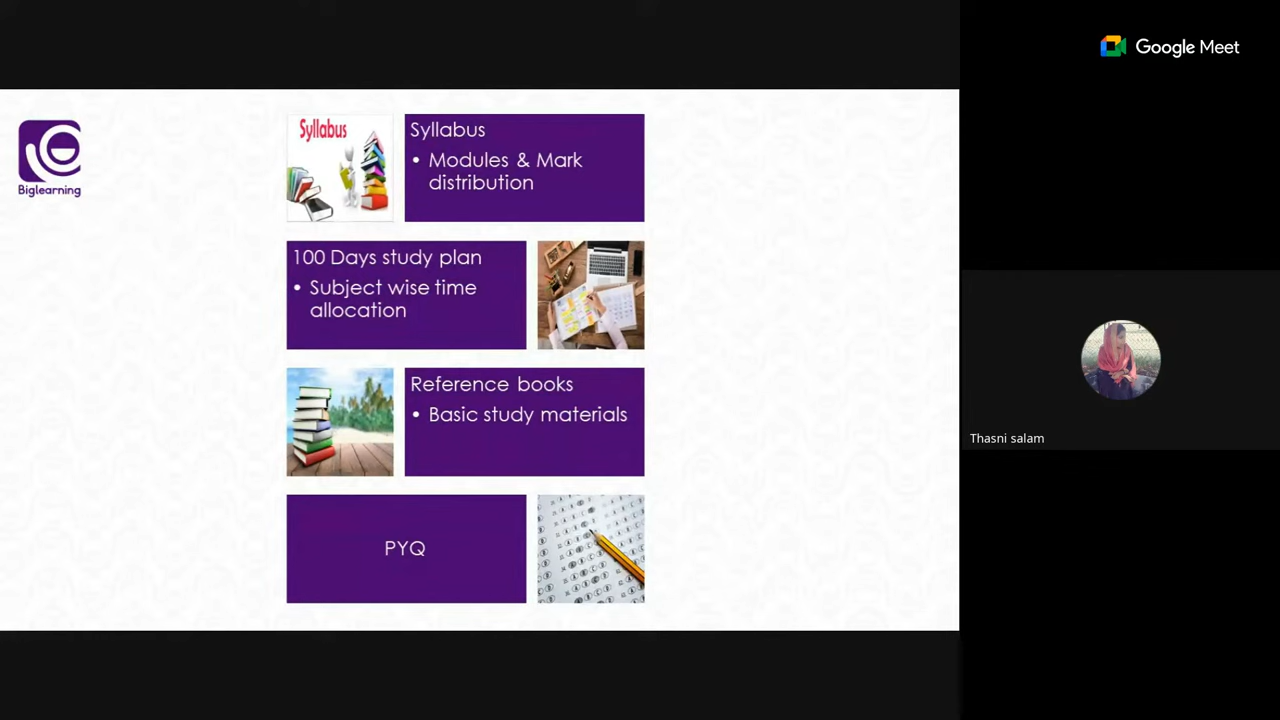 Google Meet
Biglearning
Syllabus
Syllabus
• Modules & Mark
distribution
100 Days study plan
• Subject wise time
allocation
Reference books
• Basic study materials
PYQ
Thasni salam